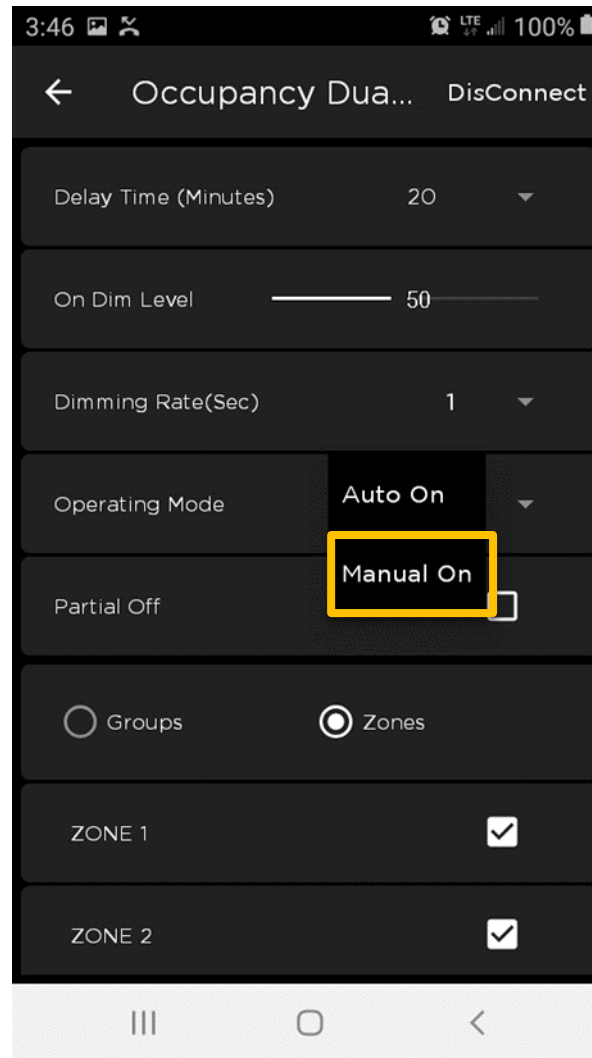 3:46 LTE 100%
Occupancy Dua... DisConnect
Delay Time (Minutes) 20
On Dim Level 50
Dimming Rate(Sec) 1
Auto On
Operating Mode
Manual On
Partial Off
Groups Zones
ZONE 1
ZONE 2